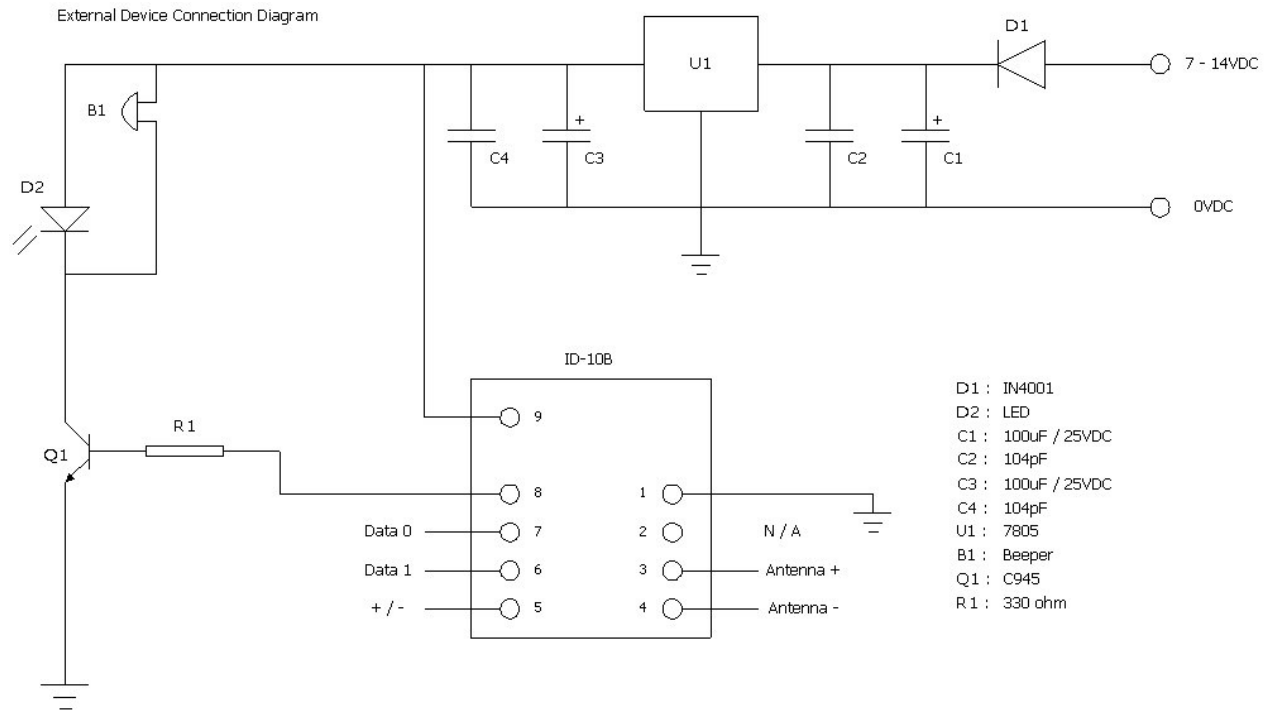 External Device Connection Diagram
D1
U1
7 - 14VDC
B1
+
+
C4
C3
C2
C1
D2
0VDC
ID-10B
9
R1
Q1
8
1
Data 0
7
2
N / A
Data 1
6
3
Antenna +
+ / -
5
4
Antenna -
D1 : IN4001
D2 : LED
C1 : 100uF / 25VDC
C2 : 104pF
C3 : 100uF / 25VDC
C4 : 104pF
U1 : 7805
B1 : Beeper
Q1 : C945
R1 : 330 ohm